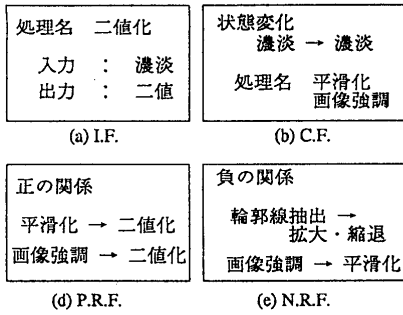 処理名 二値化
入力 : 濃淡
出力 : 二値
(a) I.F.
状態変化
濃淡 → 濃淡
処理名 平滑化
画像強調
(b) C.F.
正の関係
平滑化 → 二値化
画像強調 → 二値化
(d) P.R.F.
負の関係
輪郭線抽出 →
拡大・縮退
画像強調 → 平滑化
(e) N.R.F.